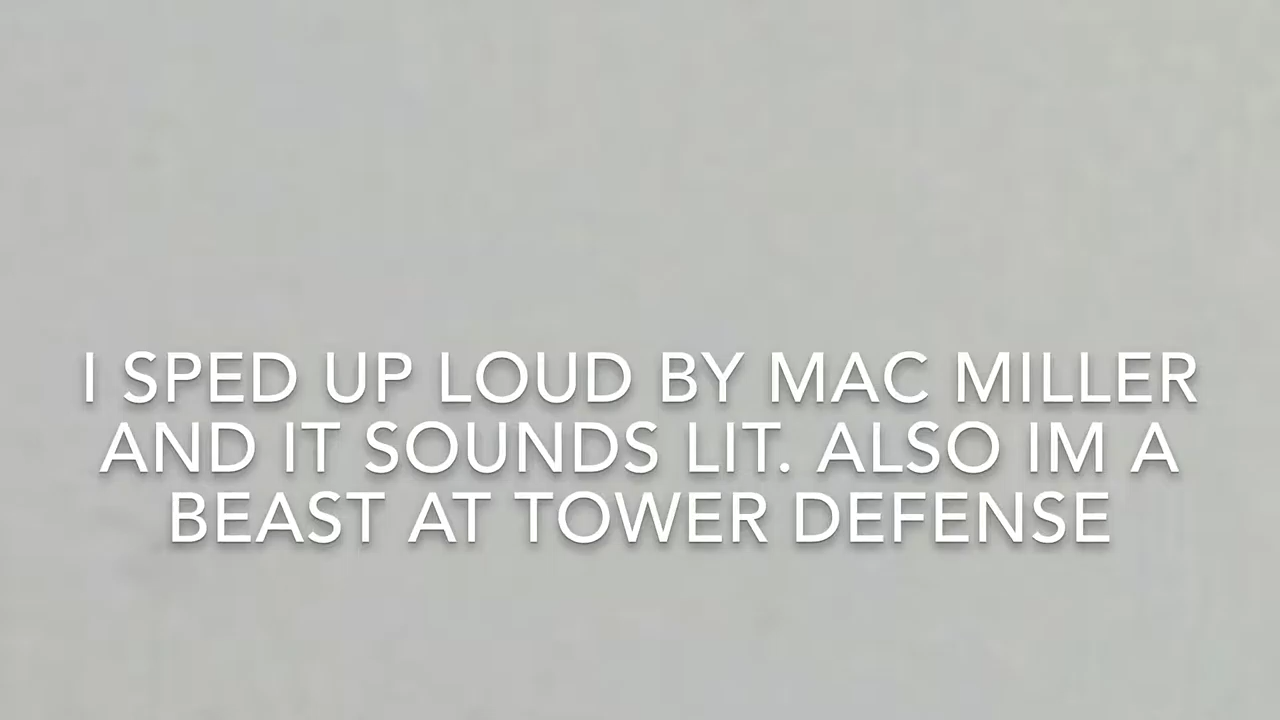 I SPED UP LOUD BY MAC MILLER
AND IT SOUNDS LIT. ALSO IM A
BEAST AT TOWER DEFENSE